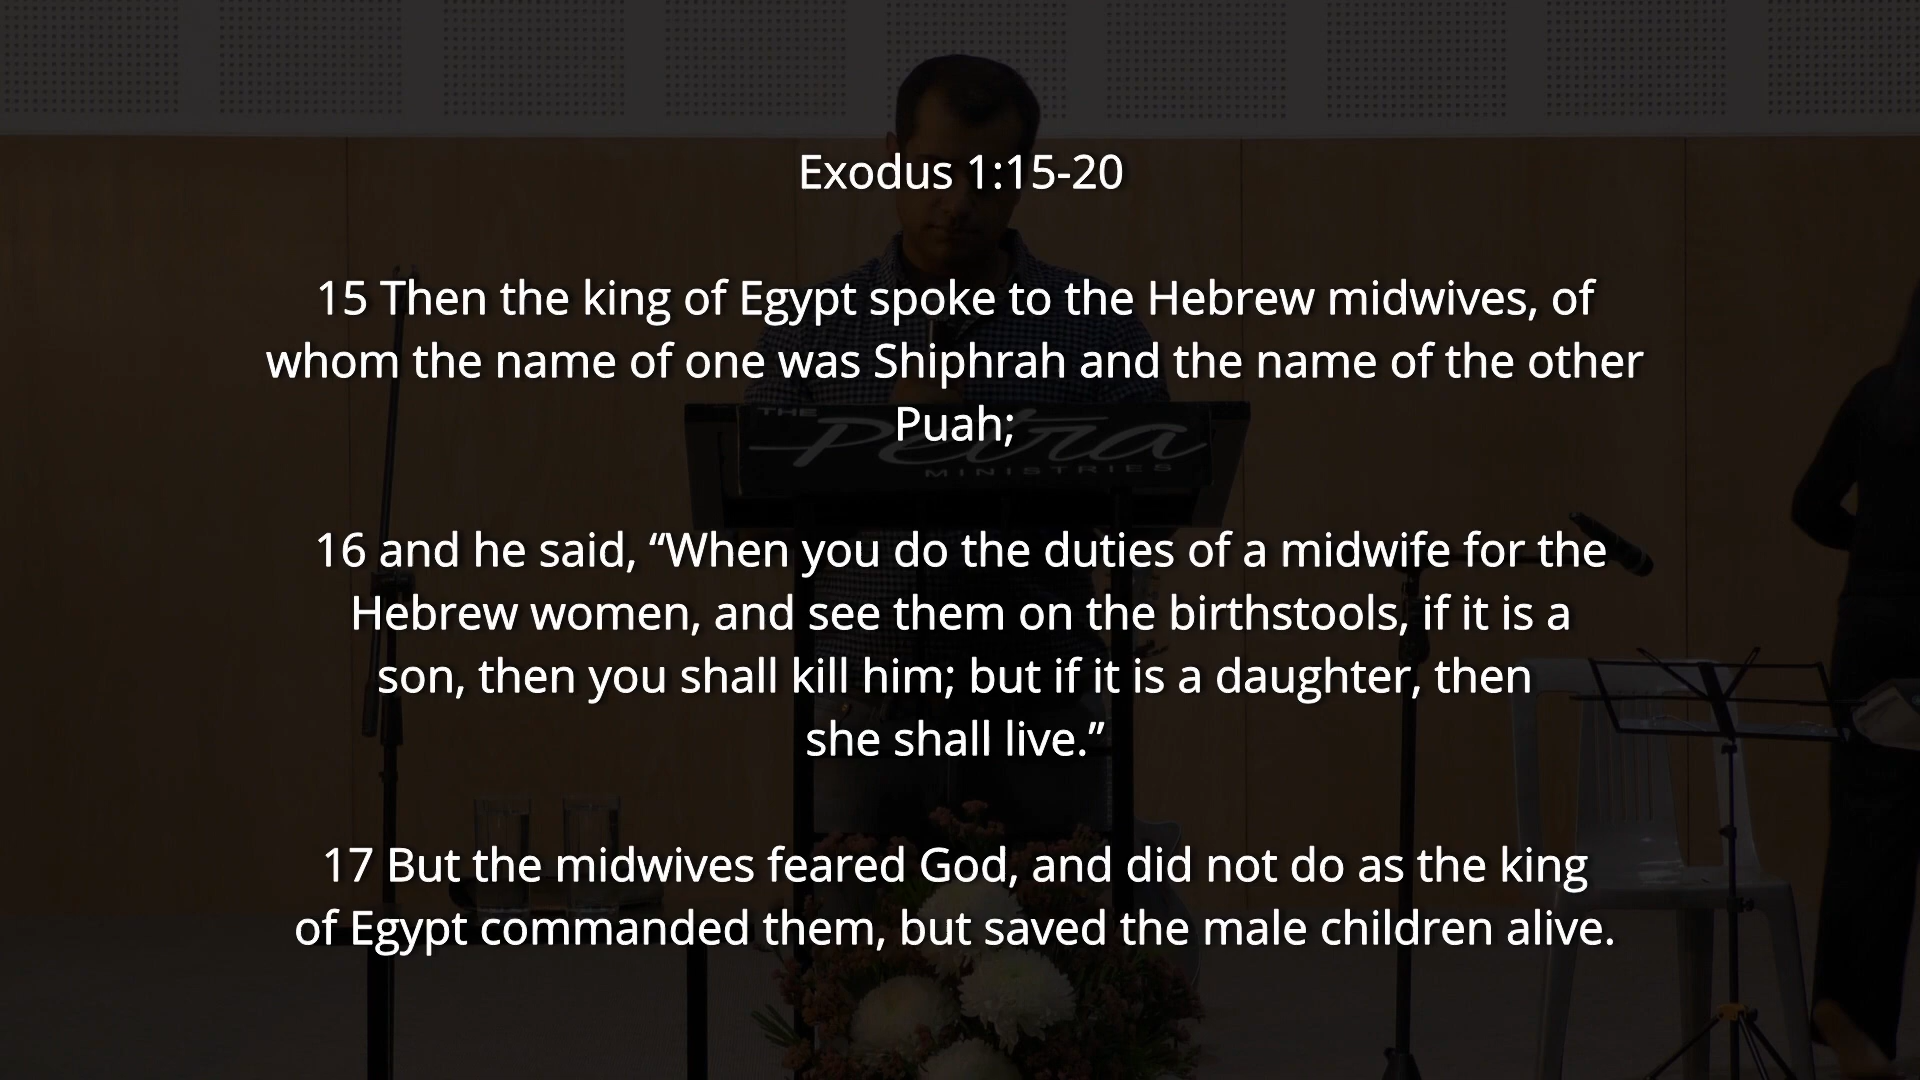 Exodus 1:15-20
15 Then the king of Egypt spoke to the Hebrew midwives, of
whom the name of one was Shiphrah and the name of the other
Puah;
THE
Petra
MINISTRIES
16 and he said, “When you do the duties of a midwife for the
Hebrew women, and see them on the birthstools, if it is a
son, then you shall kill him; but if it is a daughter, then
she shall live.”
17 But the midwives feared God, and did not do as the king
of Egypt commanded them, but saved the male children alive.